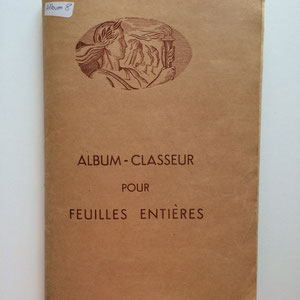 Album 8
ALBUM - CLASSEUR
POUR
FEUILLES ENTIÈRES